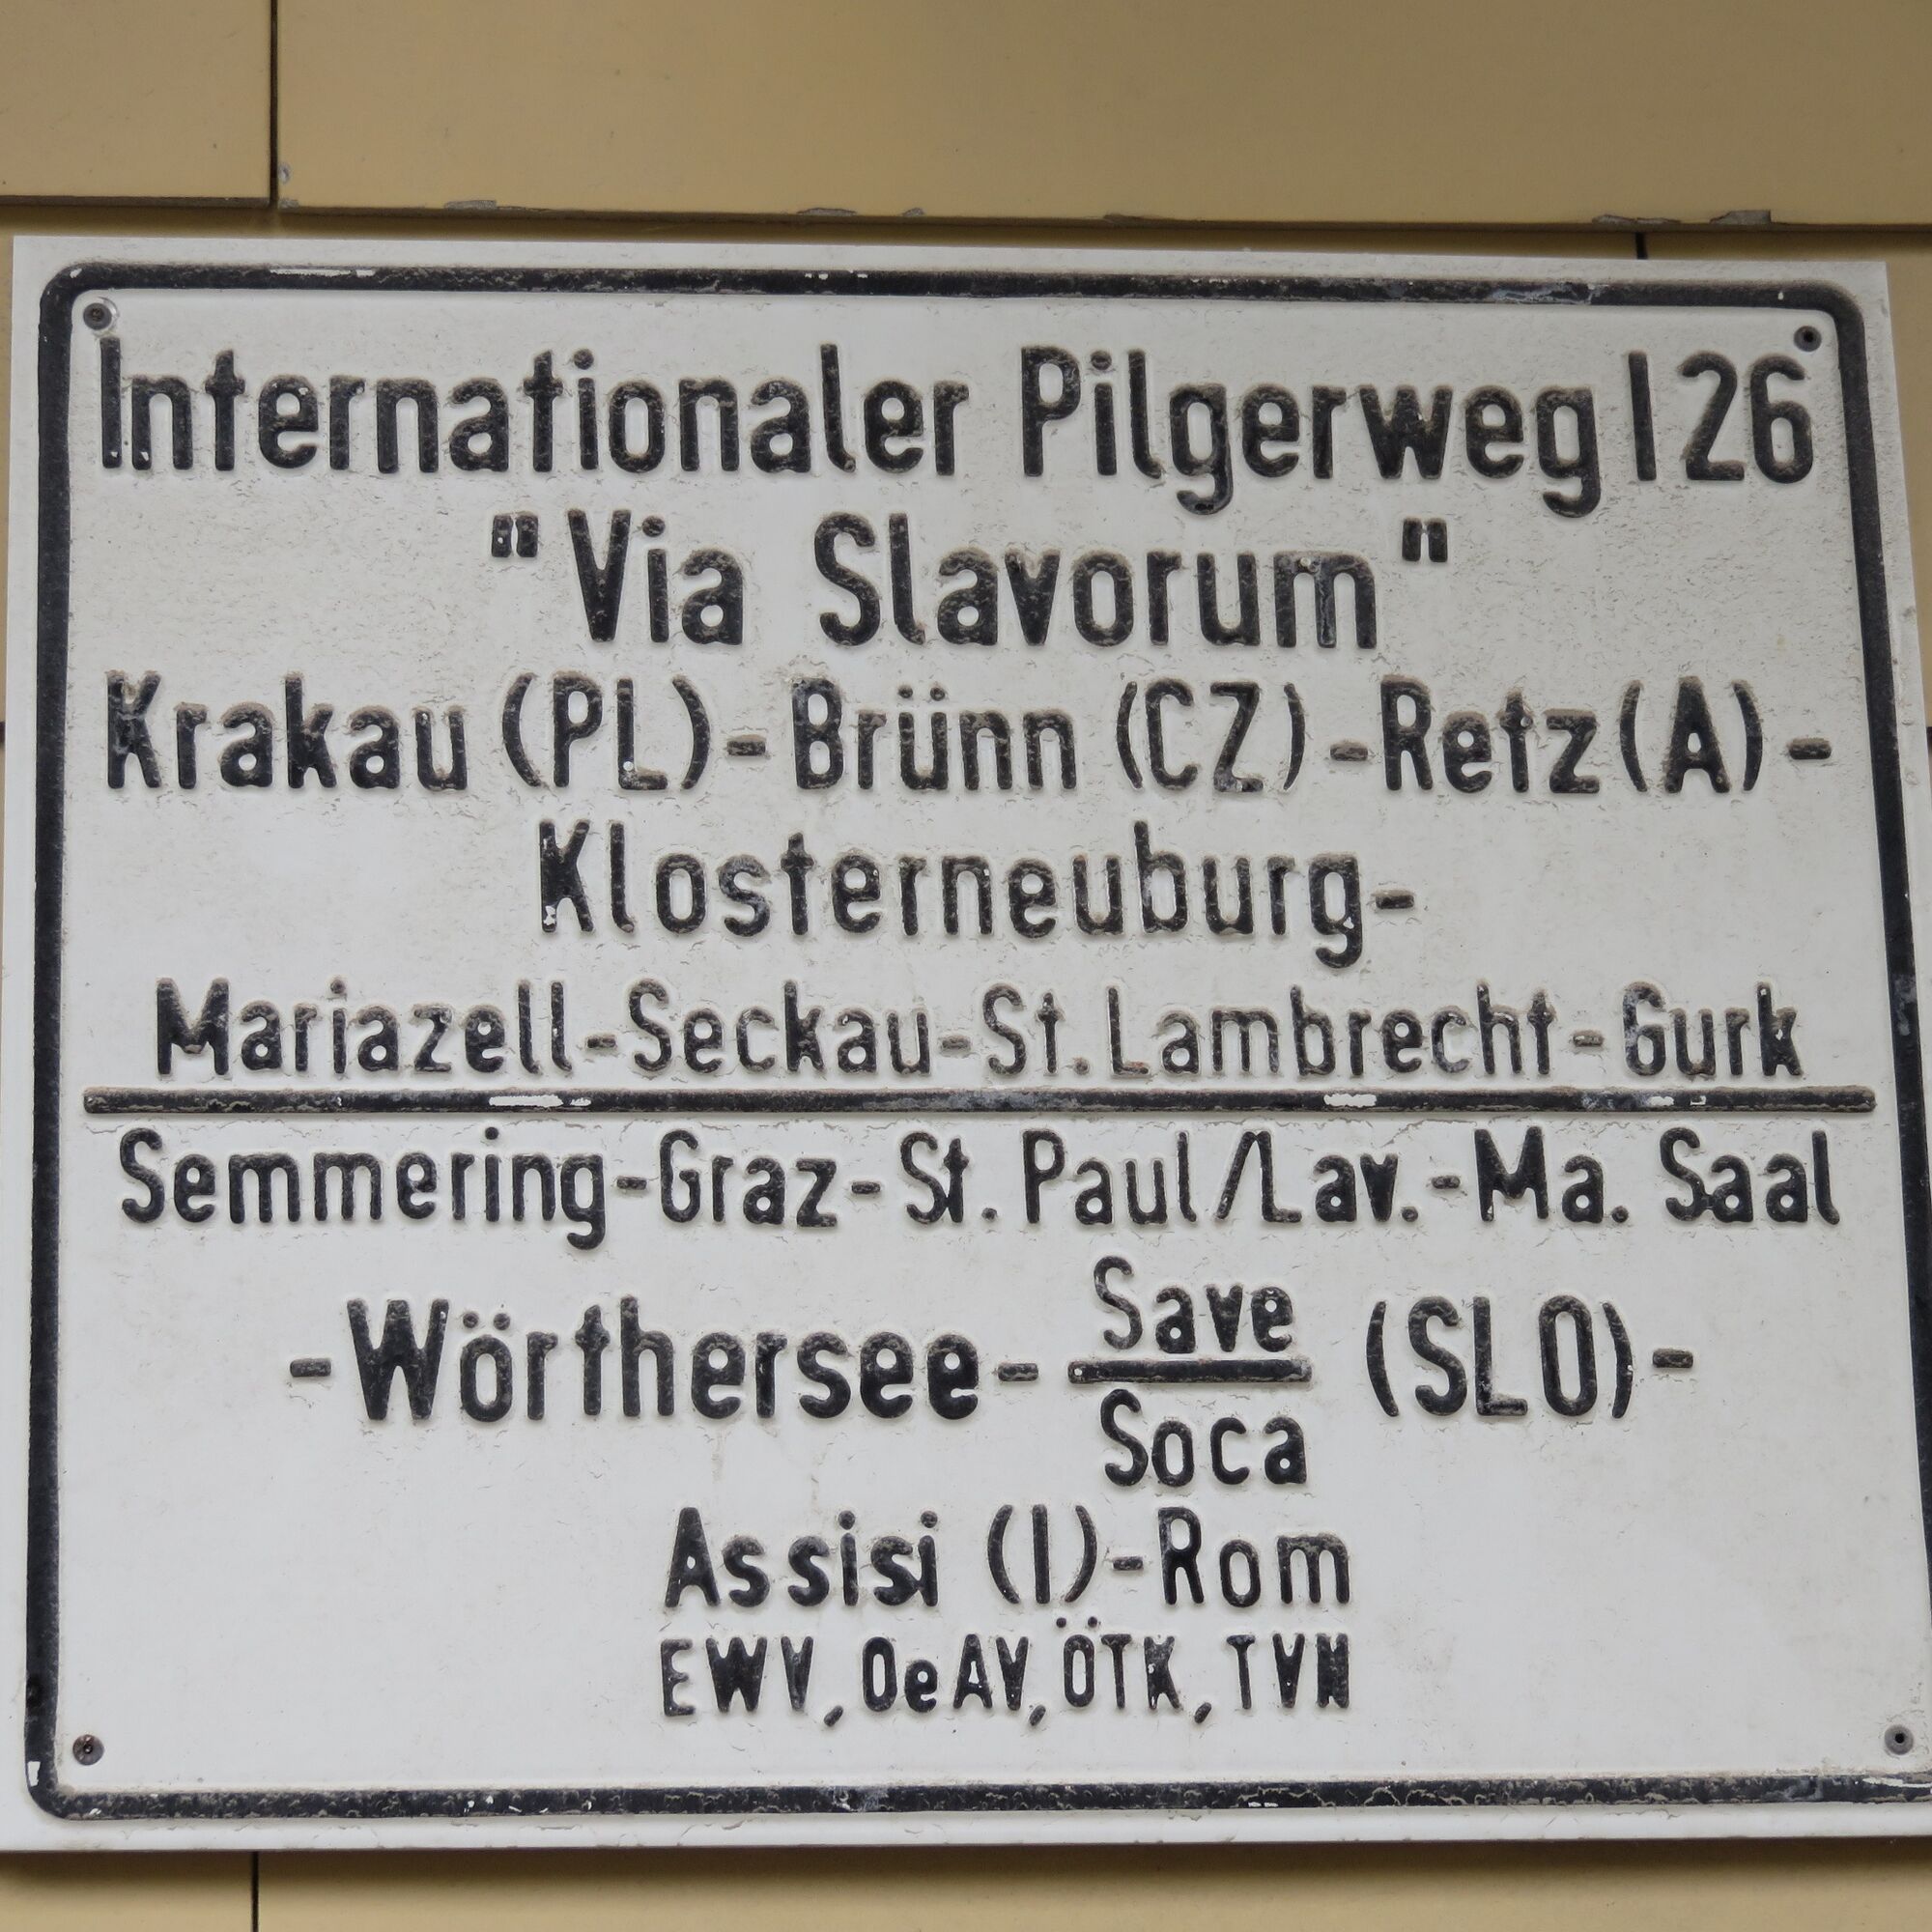 Internationaler Pilgerweg I 26
"Via Slavorum"
Krakau (PL)-Brünn (CZ)-Retz (A)-
Klosterneuburg-
Mariazell-Seckau-St. Lambrecht-Gurk
Semmering-Graz-St. Paul/Lav.-Ma. Saal
-Wörthersee- Save (SLO)-
Soca
Assisi (I)-Rom
EWV, OeAV, ÖTK, TVN